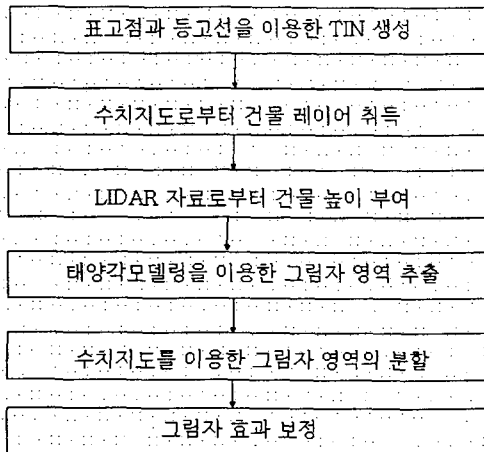 표고점과 등고선을 이용한 TIN 생성
수치지도로부터 건물 레이어 취득
LIDAR 자료로부터 건물 높이 부여
태양각모델링을 이용한 그림자 영역 추출
수치지도를 이용한 그림자 영역의 분할
그림자 효과 보정